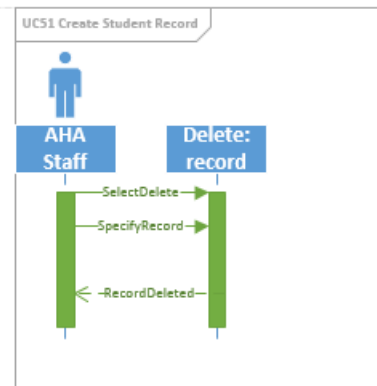 UC51 Create Student Record
AHA
Staff
Delete:
record
SelectDelete
SpecifyRecord
RecordDeleted